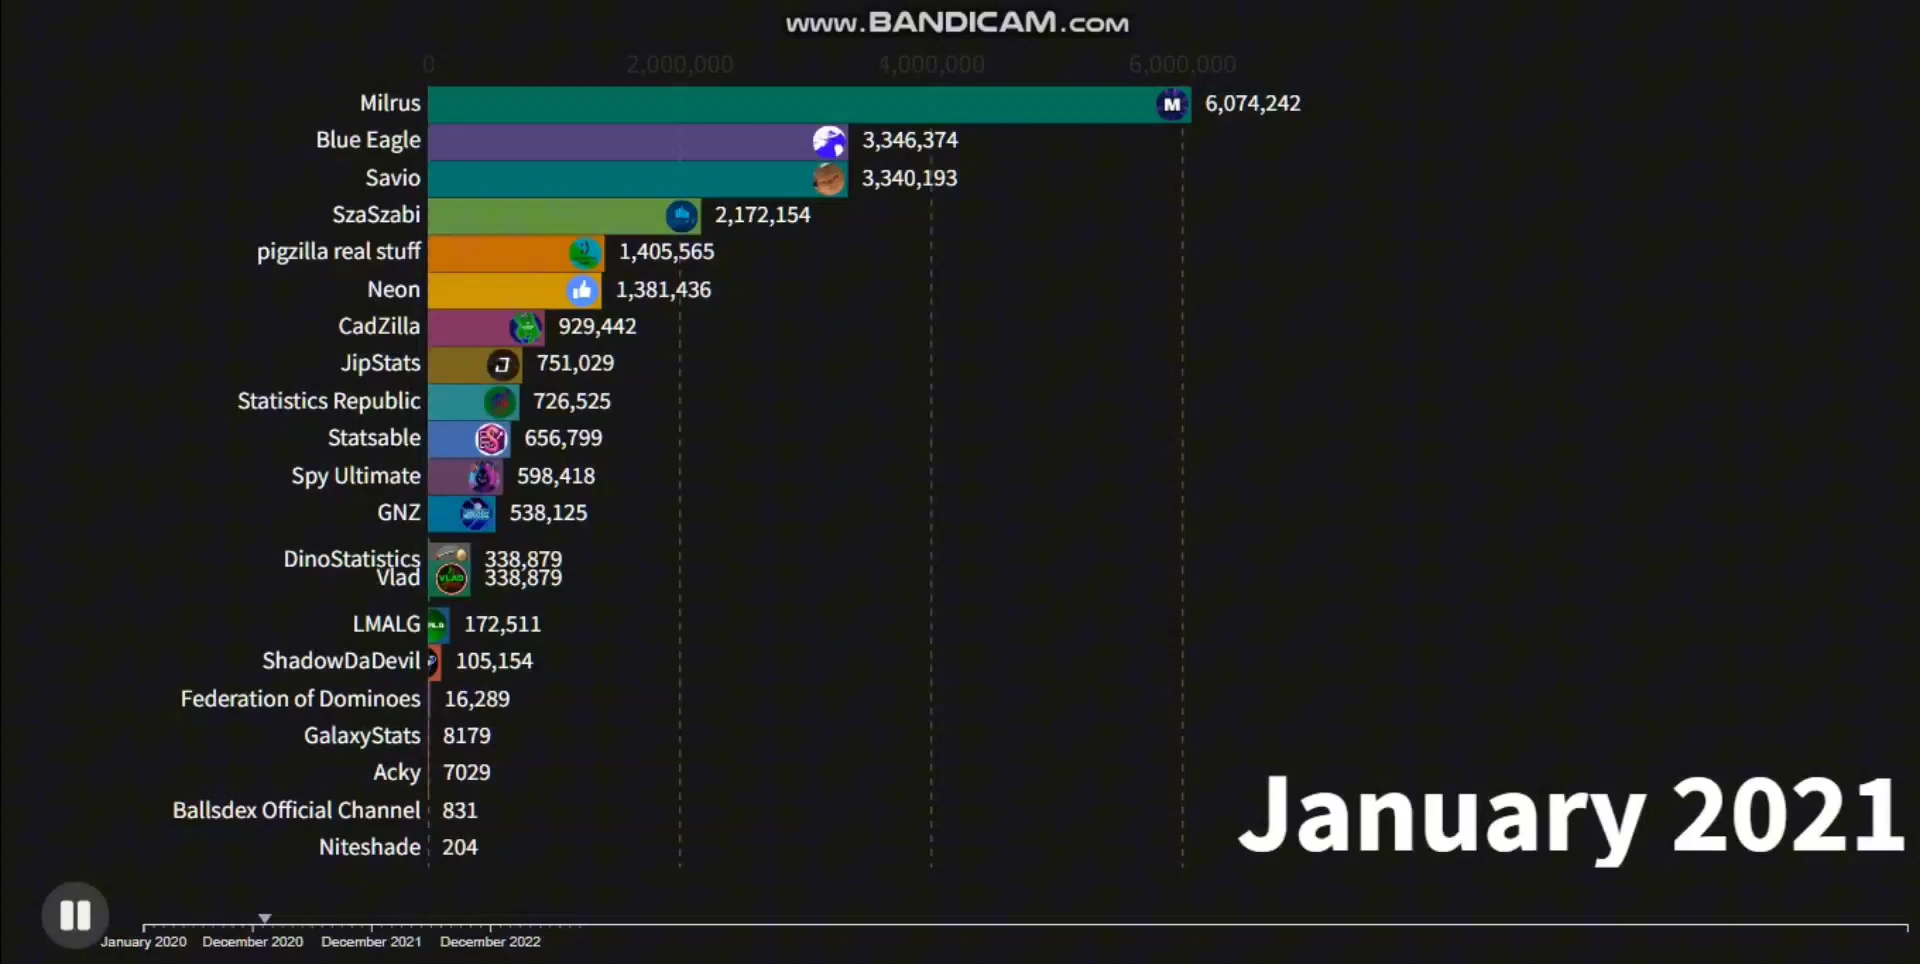 www.BANDICAM.COM
0 2,000,000 4,000,000 6,000,000
Milrus M 6,074,242
Blue Eagle 3,346,374
Savio 3,340,193
SzaSzabi 2,172,154
pigzilla real stuff 1,405,565
Neon 1,381,436
CadZilla 929,442
JipStats J 751,029
Statistics Republic 726,525
Statsable 656,799
Spy Ultimate 598,418
GNZ 538,125
DinoStatistics 338,879
Vlad VLAD 338,879
LMALG 172,511
ShadowDaDevil 105,154
Federation of Dominoes 16,289
GalaxyStats 8179
Acky 7029
Ballsdex Official Channel 831
Niteshade 204
January 2021
January 2020 December 2020 December 2021 December 2022